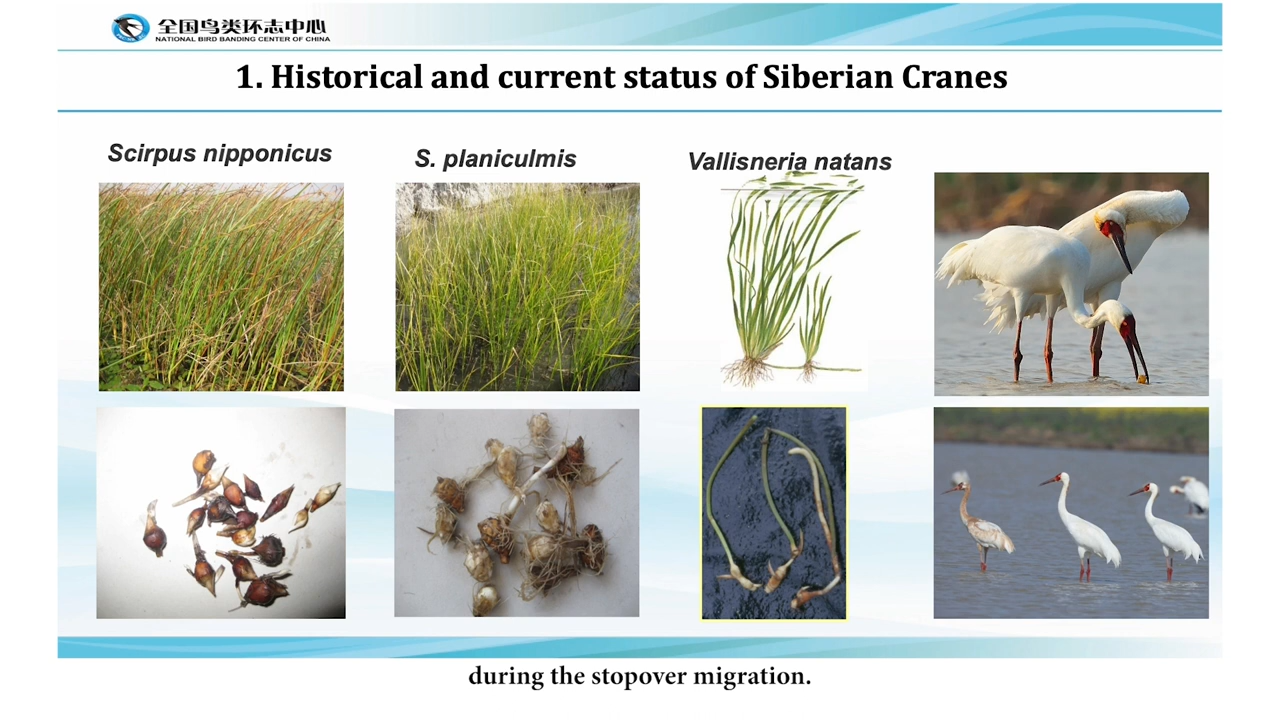 全国鸟类环志中心
NATIONAL BIRD BANDING CENTER OF CHINA
1. Historical and current status of Siberian Cranes
Scirpus nipponicus
S. planiculmis
Vallisneria natans
during the stopover migration.